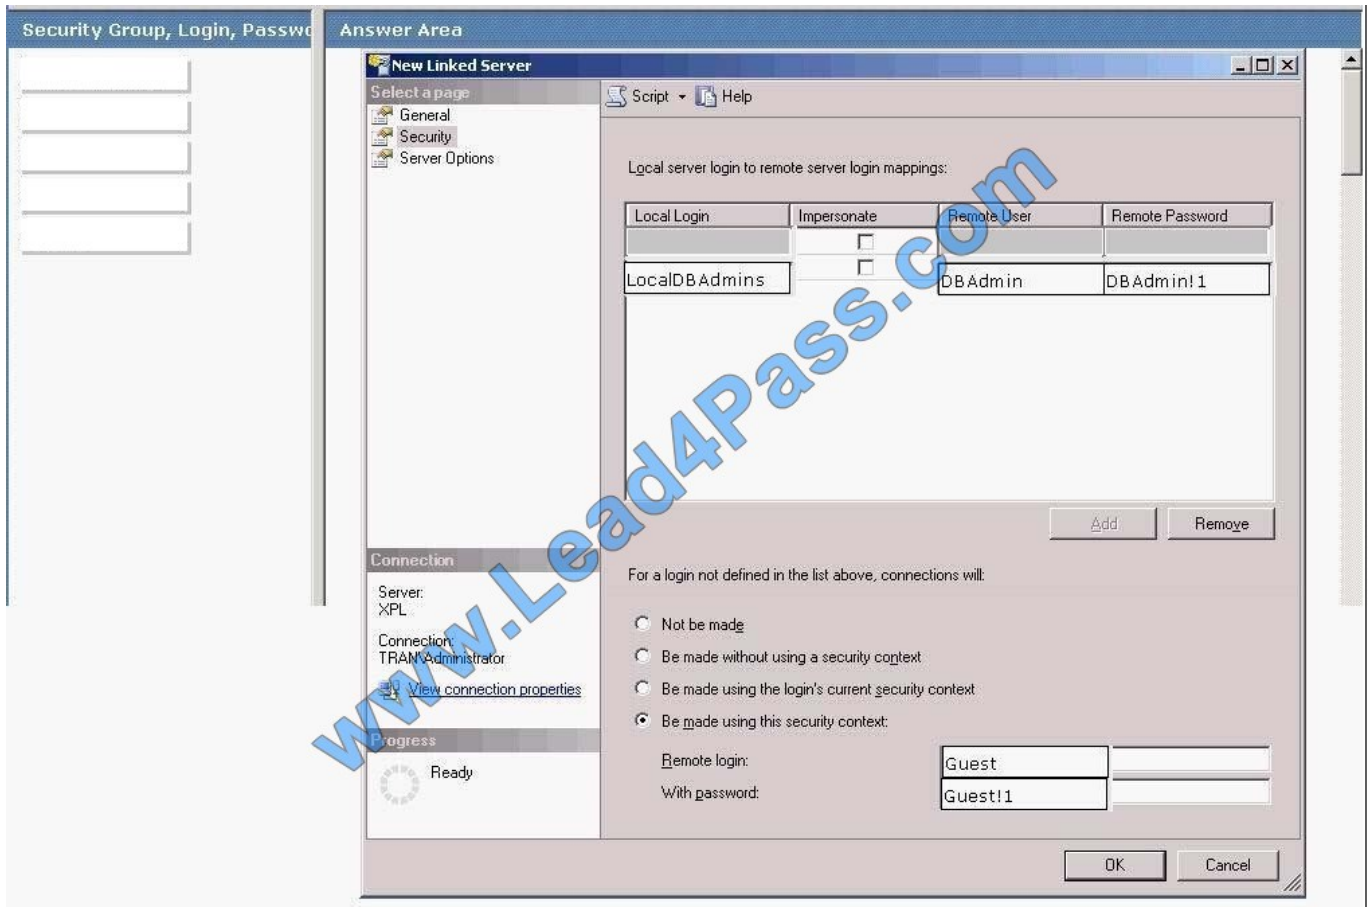 Security Group, Login, Passwo
Answer Area
New Linked Server
Select a page
General
Security
Server Options
Script
Help
Local server login to remote server login mappings:
Local Login
Impersonate
Remote User
Remote Password
LocalDBAdmins
DBAdmin
DBAdmin!1
Add
Remove
Connection
Server:
XPL
Connection:
TRAN\Administrator
View connection properties
Progress
Ready
For a login not defined in the list above, connections will:
Not be made
Be made without using a security context
Be made using the login's current security context
Be made using this security context:
Remote login:
Guest
With password:
Guest!1
OK
Cancel
www.Lead4Pass.com